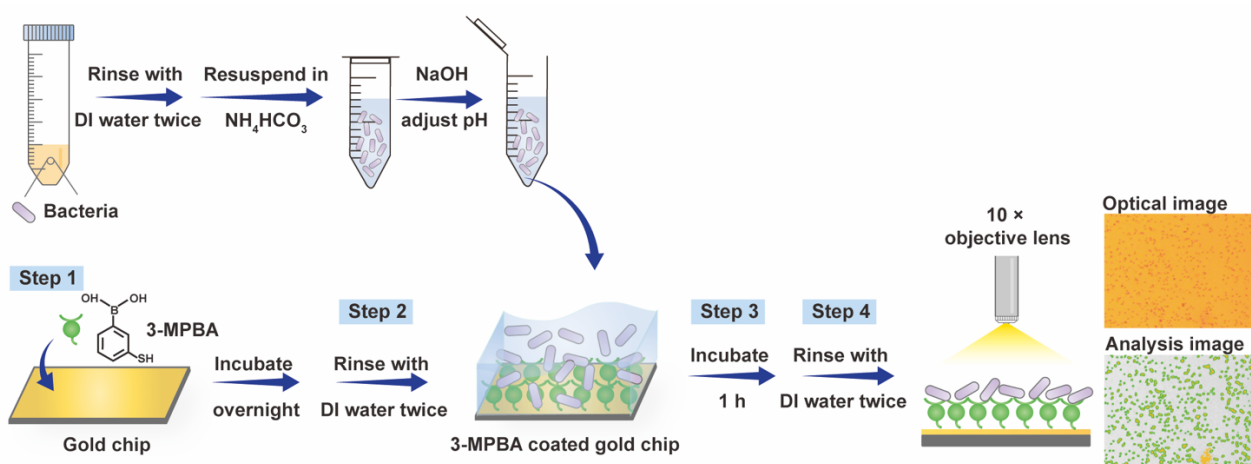 Rinse with
DI water twice
Resuspend in
NH₄HCO₃
NaOH
adjust pH
Bacteria
Step 1
OH
OH
B
SH
3-MPBA
Gold chip
Incubate
overnight
Step 2
Rinse with
DI water twice
3-MPBA coated gold chip
Step 3
Incubate
1 h
Step 4
Rinse with
DI water twice
10 ×
objective lens
Optical image
Analysis image